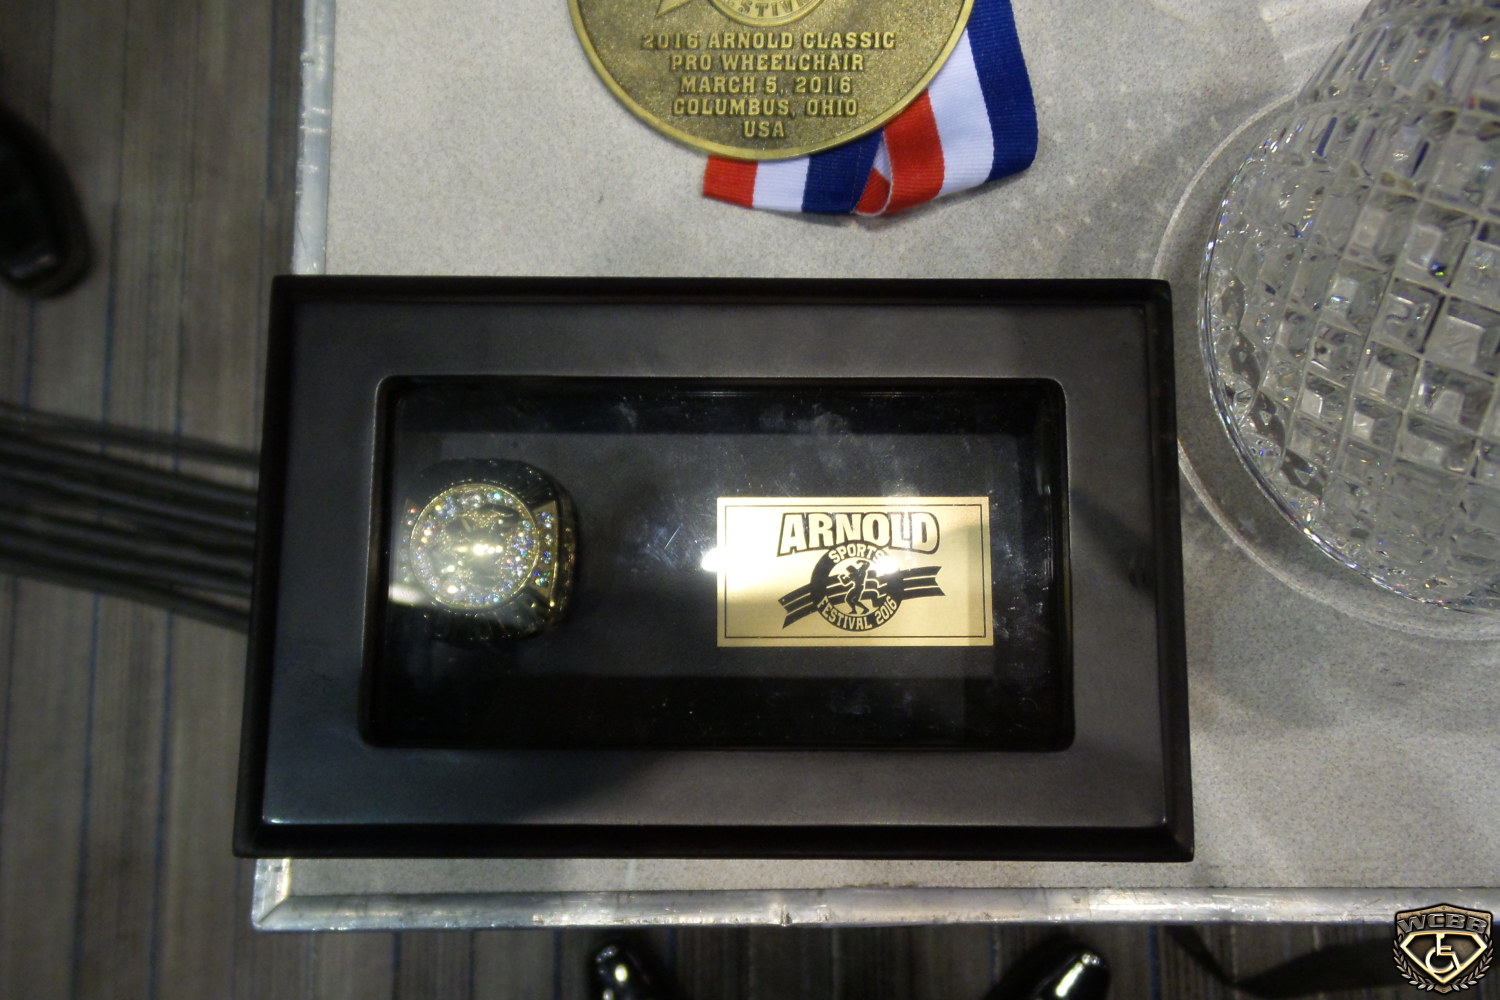 2016 ARNOLD CLASSIC
PRO WHEELCHAIR
MARCH 5, 2016
COLUMBUS, OHIO
USA
ARNOLD
SPORTS
FESTIVAL 2016
WCBB